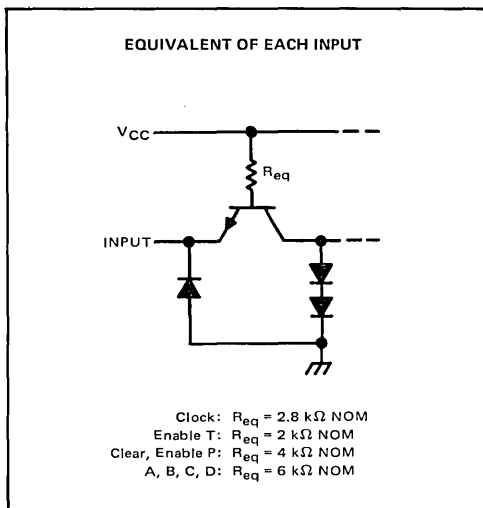 EQUIVALENT OF EACH INPUT
VCC
Req
INPUT
Clock: Req = 2.8 kΩ NOM
Enable T: Req = 2 kΩ NOM
Clear, Enable P: Req = 4 kΩ NOM
A, B, C, D: Req = 6 kΩ NOM